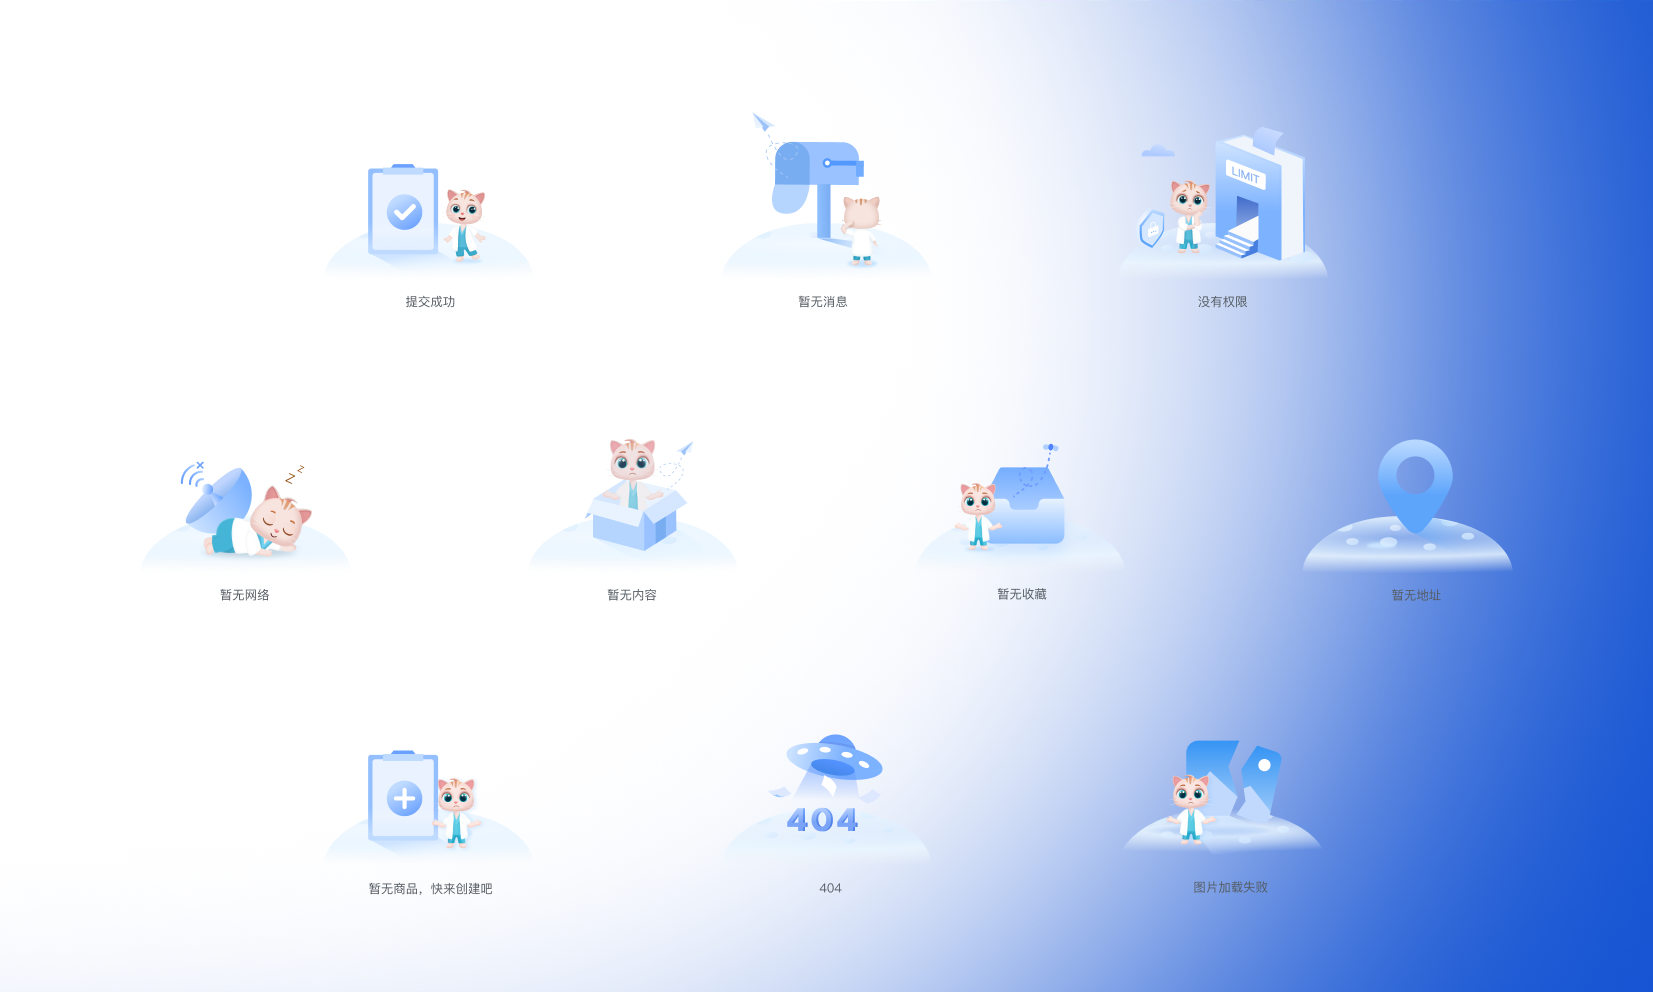 LIMIT
提交成功
暂无消息
没有权限
z
z
暂无网络
暂无内容
暂无收藏
暂无地址
404
暂无商品，快来创建吧
404
图片加载失败